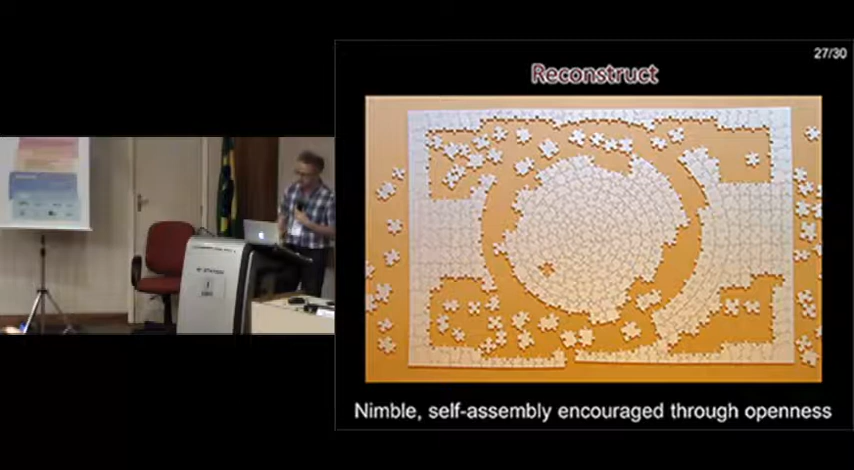 27/30
Reconstruct
Nimble, self-assembly encouraged through openness